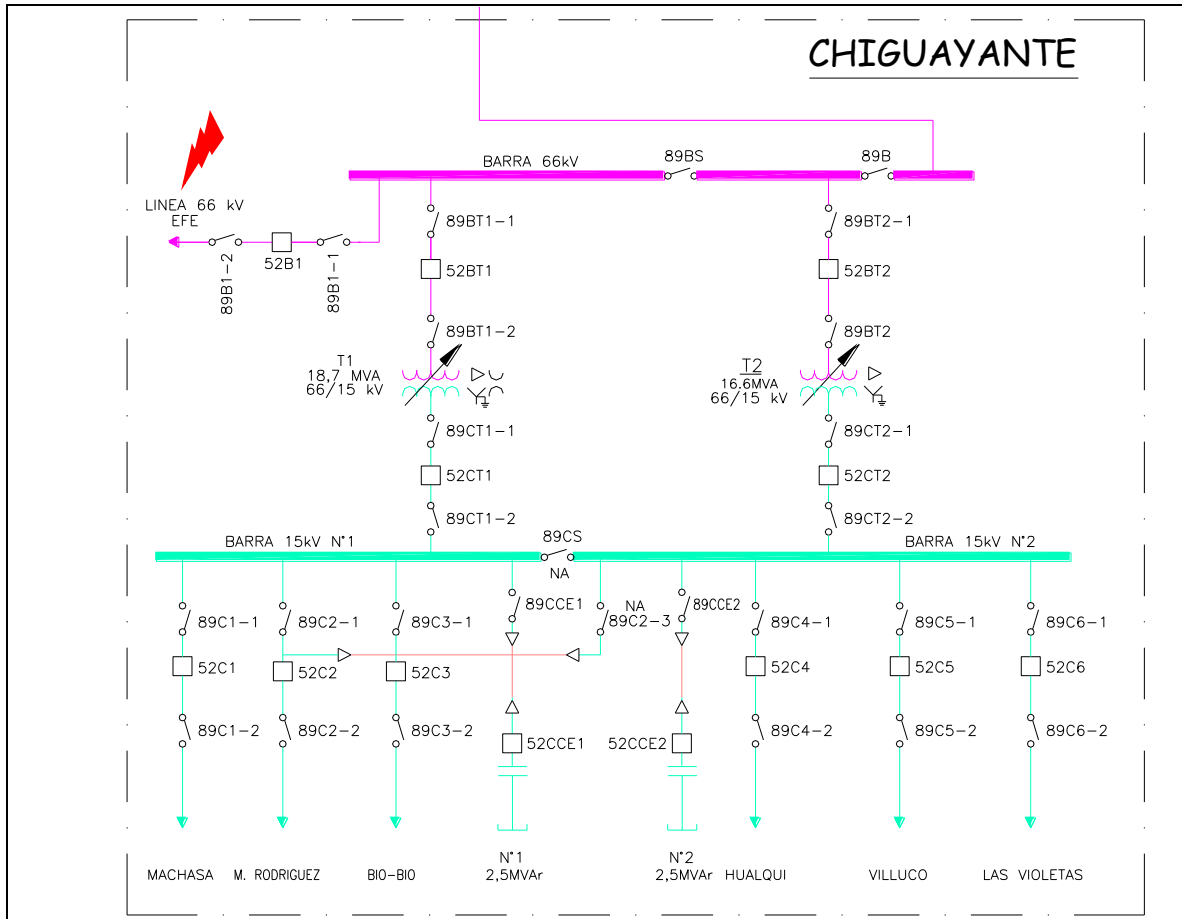 CHIGUAYANTE
89BS
89B
BARRA 66kV
LINEA 66 kV
EFE
89B1-2
52B1
89B1-1
89BT1-1
89BT2-1
52BT1
52BT2
89BT1-2
89BT2
T1
18,7 MVA
66/15 kV
T2
16.6MVA
66/15 kV
89CT1-1
89CT2-1
52CT1
52CT2
89CT1-2
89CT2-2
BARRA 15kV N°1
89CS
NA
BARRA 15kV N°2
89C1-1
89C2-1
89C3-1
89CCE1
NA
89C2-3
89CCE2
89C4-1
89C5-1
89C6-1
52C1
52C2
52C3
52C4
52C5
52C6
89C1-2
89C2-2
89C3-2
52CCE1
52CCE2
89C4-2
89C5-2
89C6-2
MACHASA
M. RODRIGUEZ
BIO-BIO
N°1
2,5MVAr
N°2
2,5MVAr
HUALQUI
VILLUCO
LAS VIOLETAS